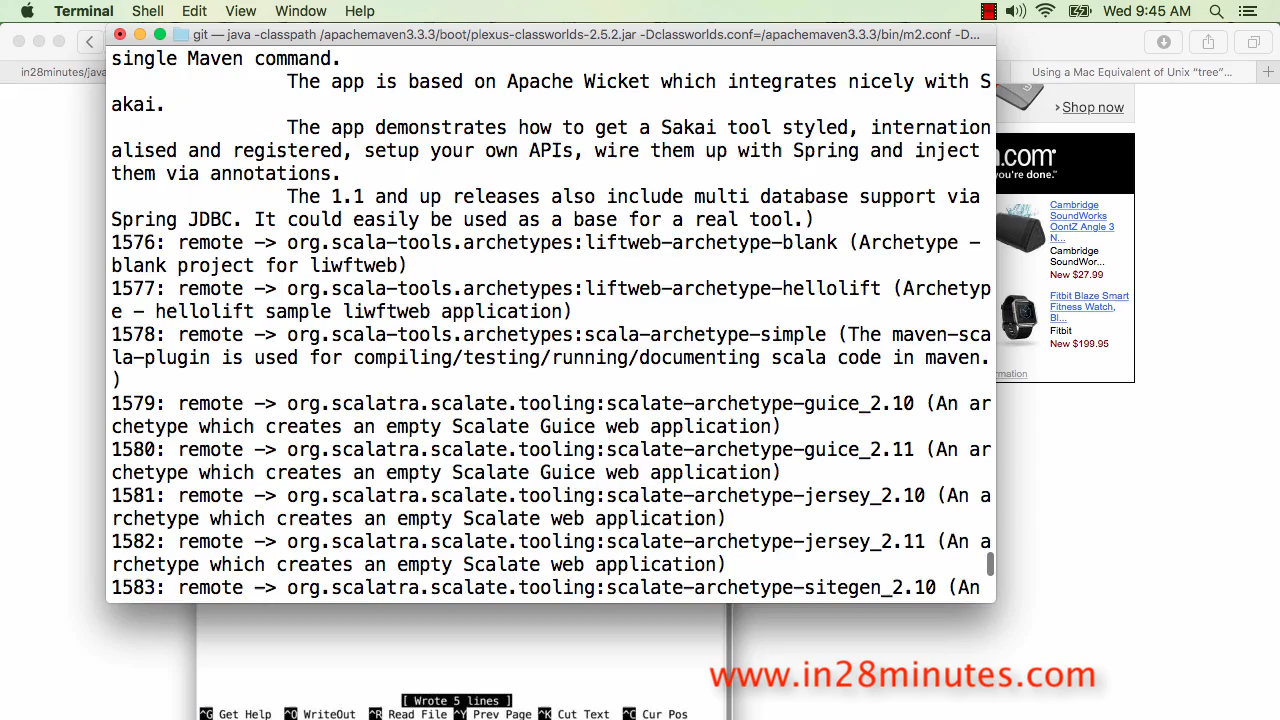 Terminal Shell Edit View Window Help Wed 9:45 AM
git — java -classpath /apachemaven3.3.3/boot/plexus-classworlds-2.5.2.jar -Dclassworlds.conf=/apachemaven3.3.3/bin/m2.conf -D...
in28minutes/java
Using a Mac Equivalent of Unix “tree”...
single Maven command.
The app is based on Apache Wicket which integrates nicely with S
akai.
The app demonstrates how to get a Sakai tool styled, internation
alised and registered, setup your own APIs, wire them up with Spring and inject
them via annotations.
The 1.1 and up releases also include multi database support via
Spring JDBC. It could easily be used as a base for a real tool.)
1576: remote -> org.scala-tools.archetypes:liftweb-archetype-blank (Archetype -
blank project for liwftweb)
1577: remote -> org.scala-tools.archetypes:liftweb-archetype-hellolift (Archetyp
e - hellolift sample liwftweb application)
1578: remote -> org.scala-tools.archetypes:scala-archetype-simple (The maven-sca
la-plugin is used for compiling/testing/running/documenting scala code in maven.
)
1579: remote -> org.scalatra.scalate.tooling:scalate-archetype-guice_2.10 (An ar
chetype which creates an empty Scalate Guice web application)
1580: remote -> org.scalatra.scalate.tooling:scalate-archetype-guice_2.11 (An ar
chetype which creates an empty Scalate Guice web application)
1581: remote -> org.scalatra.scalate.tooling:scalate-archetype-jersey_2.10 (An a
rchetype which creates an empty Scalate web application)
1582: remote -> org.scalatra.scalate.tooling:scalate-archetype-jersey_2.11 (An a
rchetype which creates an empty Scalate web application)
1583: remote -> org.scalatra.scalate.tooling:scalate-archetype-sitegen_2.10 (An
› Shop now
.com
you're done.”
Cambridge
SoundWorks
OontZ Angle 3
N...
Cambridge
SoundWor...
New $27.99
Fitbit Blaze Smart
Fitness Watch,
Bl...
Fitbit
New $199.95
rmation
www.in28minutes.com
[ Wrote 5 lines ]
^G Get Help ^O WriteOut ^R Read File ^Y Prev Page ^K Cut Text ^C Cur Pos